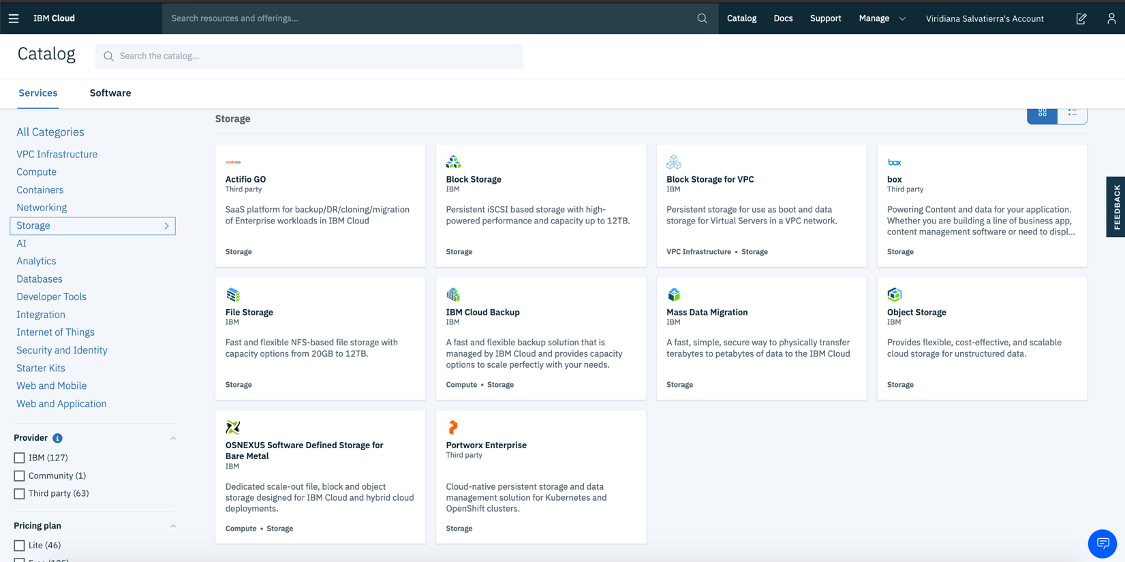 IBM Cloud
Search resources and offerings...
Catalog
Docs
Support
Manage
Viridiana Salvatierra's Account
Catalog
Search the catalog...
Services
Software
All Categories
VPC Infrastructure
Compute
Containers
Networking
Storage
AI
Analytics
Databases
Developer Tools
Integration
Internet of Things
Security and Identity
Starter Kits
Web and Mobile
Web and Application
Provider
IBM (127)
Community (1)
Third party (63)
Pricing plan
Lite (46)
Storage
Actifio GO
Third party
SaaS platform for backup/DR/cloning/migration
of Enterprise workloads in IBM Cloud
Storage
Block Storage
IBM
Persistent iSCSI based storage with high-
powered performance and capacity up to 12TB.
Storage
Block Storage for VPC
IBM
Persistent storage for use as boot and data
storage for Virtual Servers in a VPC network.
VPC Infrastructure • Storage
box
box
Third party
Powering Content and data for your application.
Whether you are building a line of business app,
content management software or need to displ...
Storage
File Storage
IBM
Fast and flexible NFS-based file storage with
capacity options from 20GB to 12TB.
Storage
IBM Cloud Backup
IBM
A fast and flexible backup solution that is
managed by IBM Cloud and provides capacity
options to scale perfectly with your needs.
Compute • Storage
Mass Data Migration
IBM
A fast, simple, secure way to physically transfer
terabytes to petabytes of data to the IBM Cloud
Storage
Object Storage
IBM
Provides flexible, cost-effective, and scalable
cloud storage for unstructured data.
Storage
OSNEXUS Software Defined Storage for
Bare Metal
IBM
Dedicated scale-out file, block and object
storage designed for IBM Cloud and hybrid cloud
deployments.
Compute • Storage
Portworx Enterprise
Third party
Cloud-native persistent storage and data
management solution for Kubernetes and
OpenShift clusters.
Storage
FEEDBACK